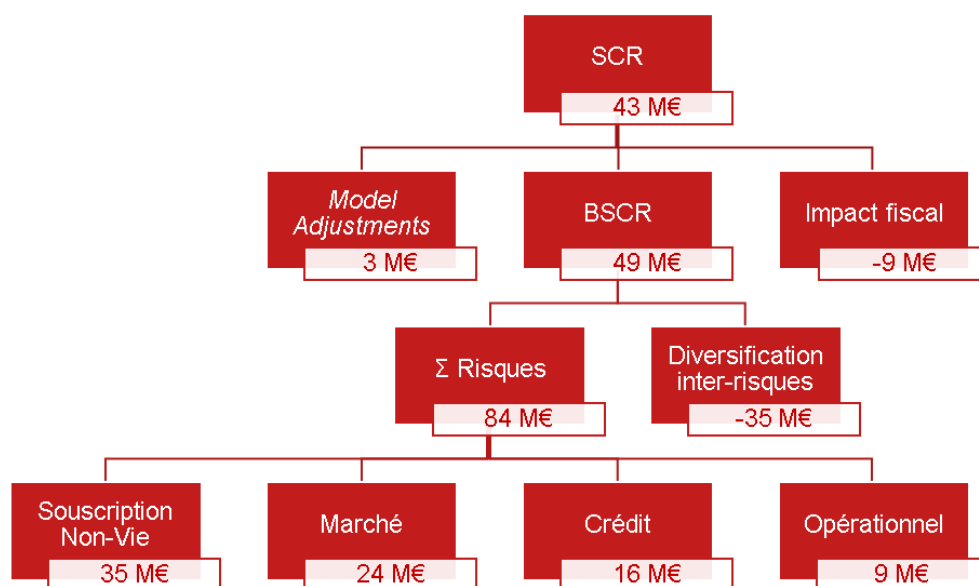 SCR
43 M€
Model
Adjustments
3 M€
BSCR
49 M€
Impact fiscal
-9 M€
Σ Risques
84 M€
Diversification
inter-risques
-35 M€
Souscription
Non-Vie
35 M€
Marché
24 M€
Crédit
16 M€
Opérationnel
9 M€